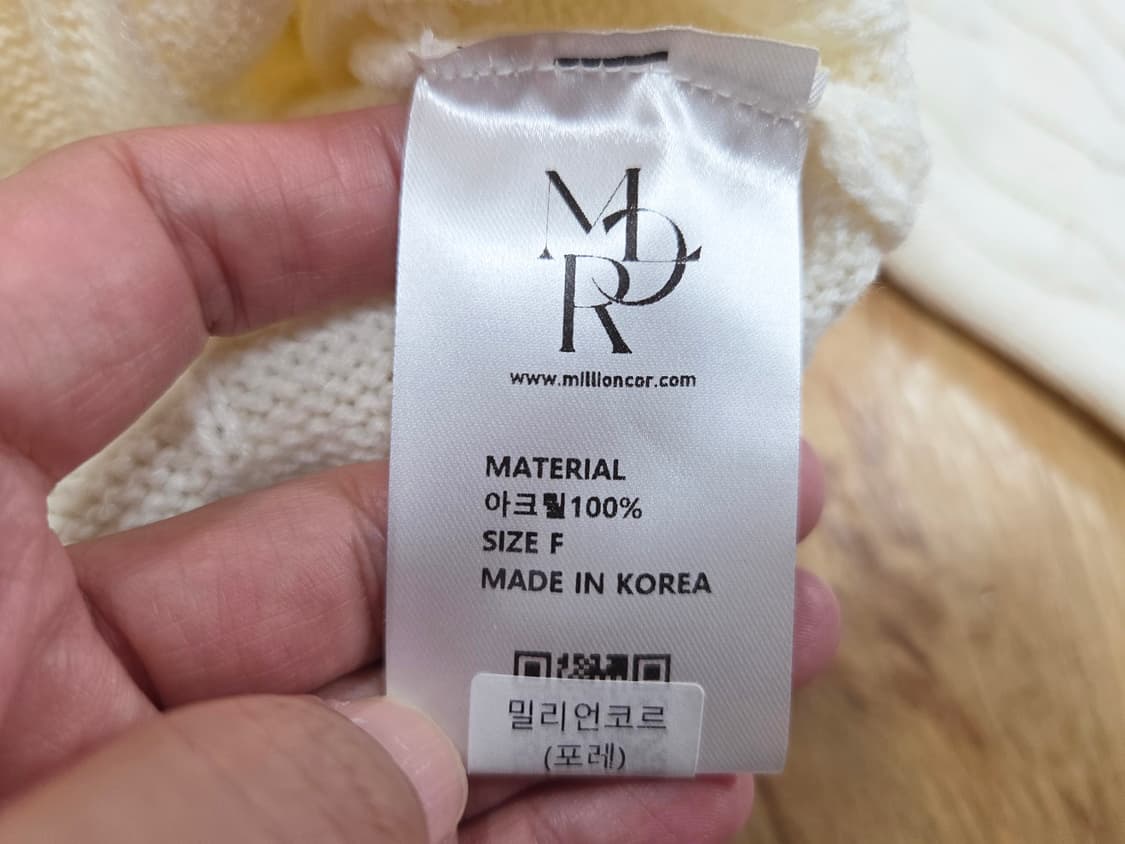 MD
R
www.millioncor.com
MATERIAL
아크릴100%
SIZE F
MADE IN KOREA
밀리언코르
(포레)